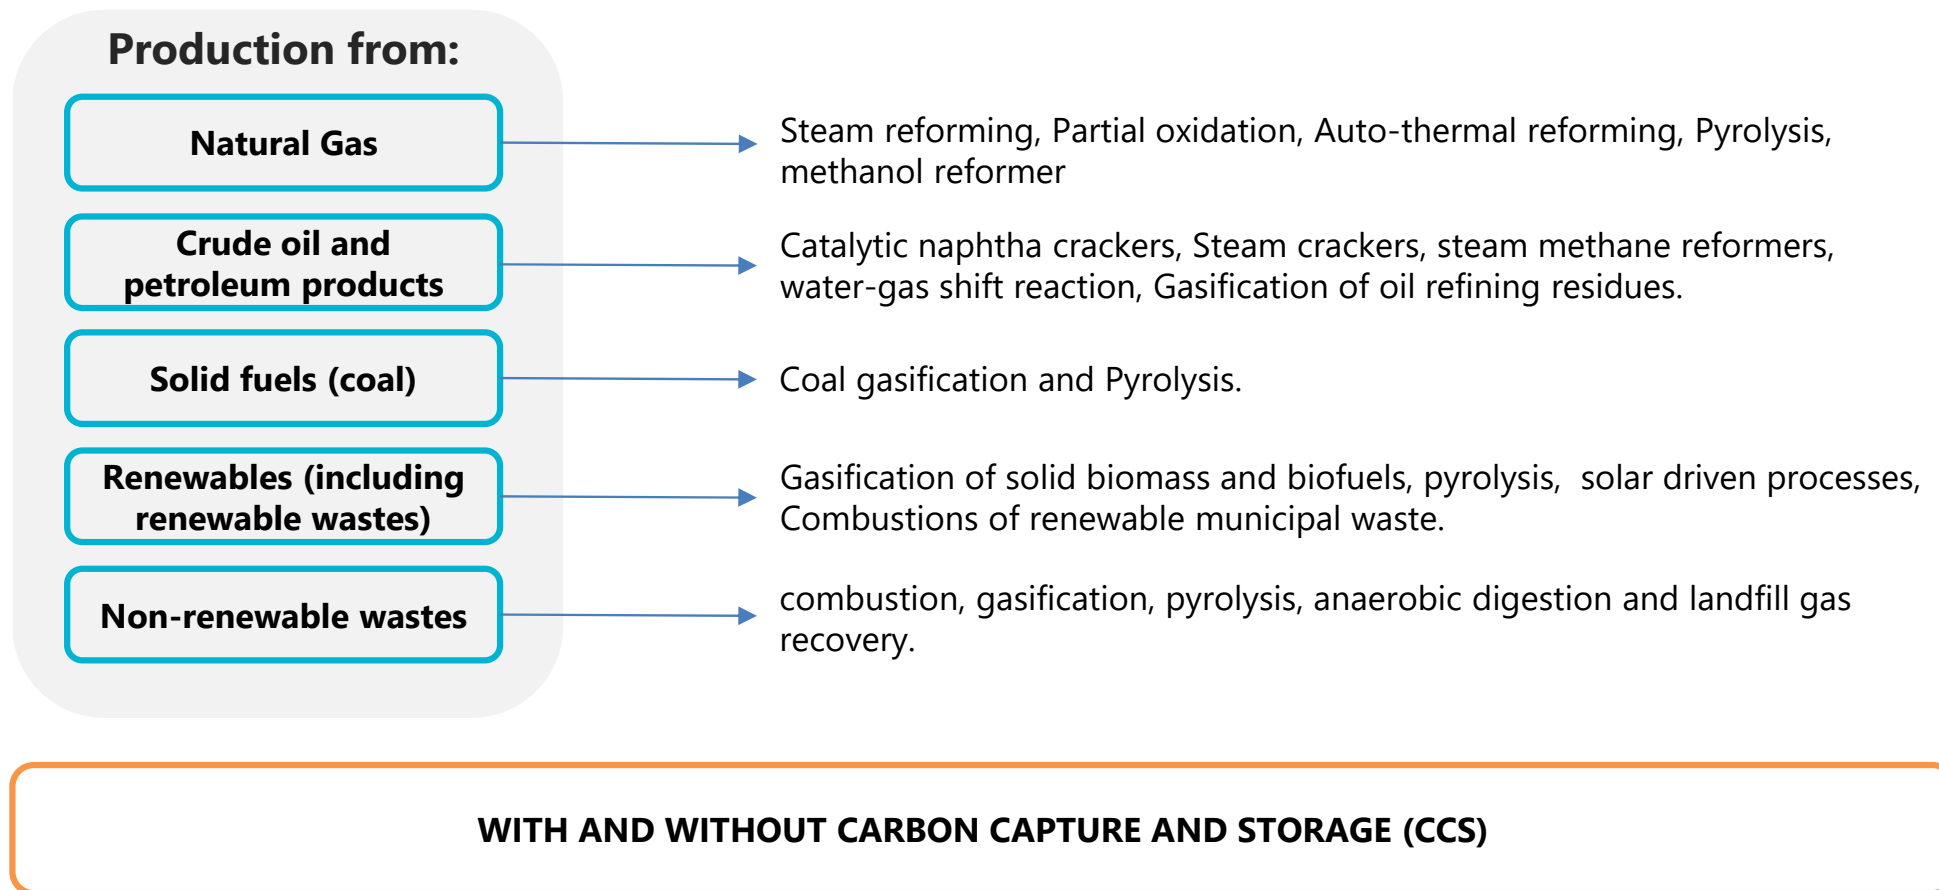 Production from:
Natural Gas
Steam reforming, Partial oxidation, Auto-thermal reforming, Pyrolysis,
methanol reformer
Crude oil and
petroleum products
Catalytic naphtha crackers, Steam crackers, steam methane reformers,
water-gas shift reaction, Gasification of oil refining residues.
Solid fuels (coal)
Coal gasification and Pyrolysis.
Renewables (including
renewable wastes)
Gasification of solid biomass and biofuels, pyrolysis,  solar driven processes,
Combustions of renewable municipal waste.
Non-renewable wastes
combustion, gasification, pyrolysis, anaerobic digestion and landfill gas
recovery.
WITH AND WITHOUT CARBON CAPTURE AND STORAGE (CCS)